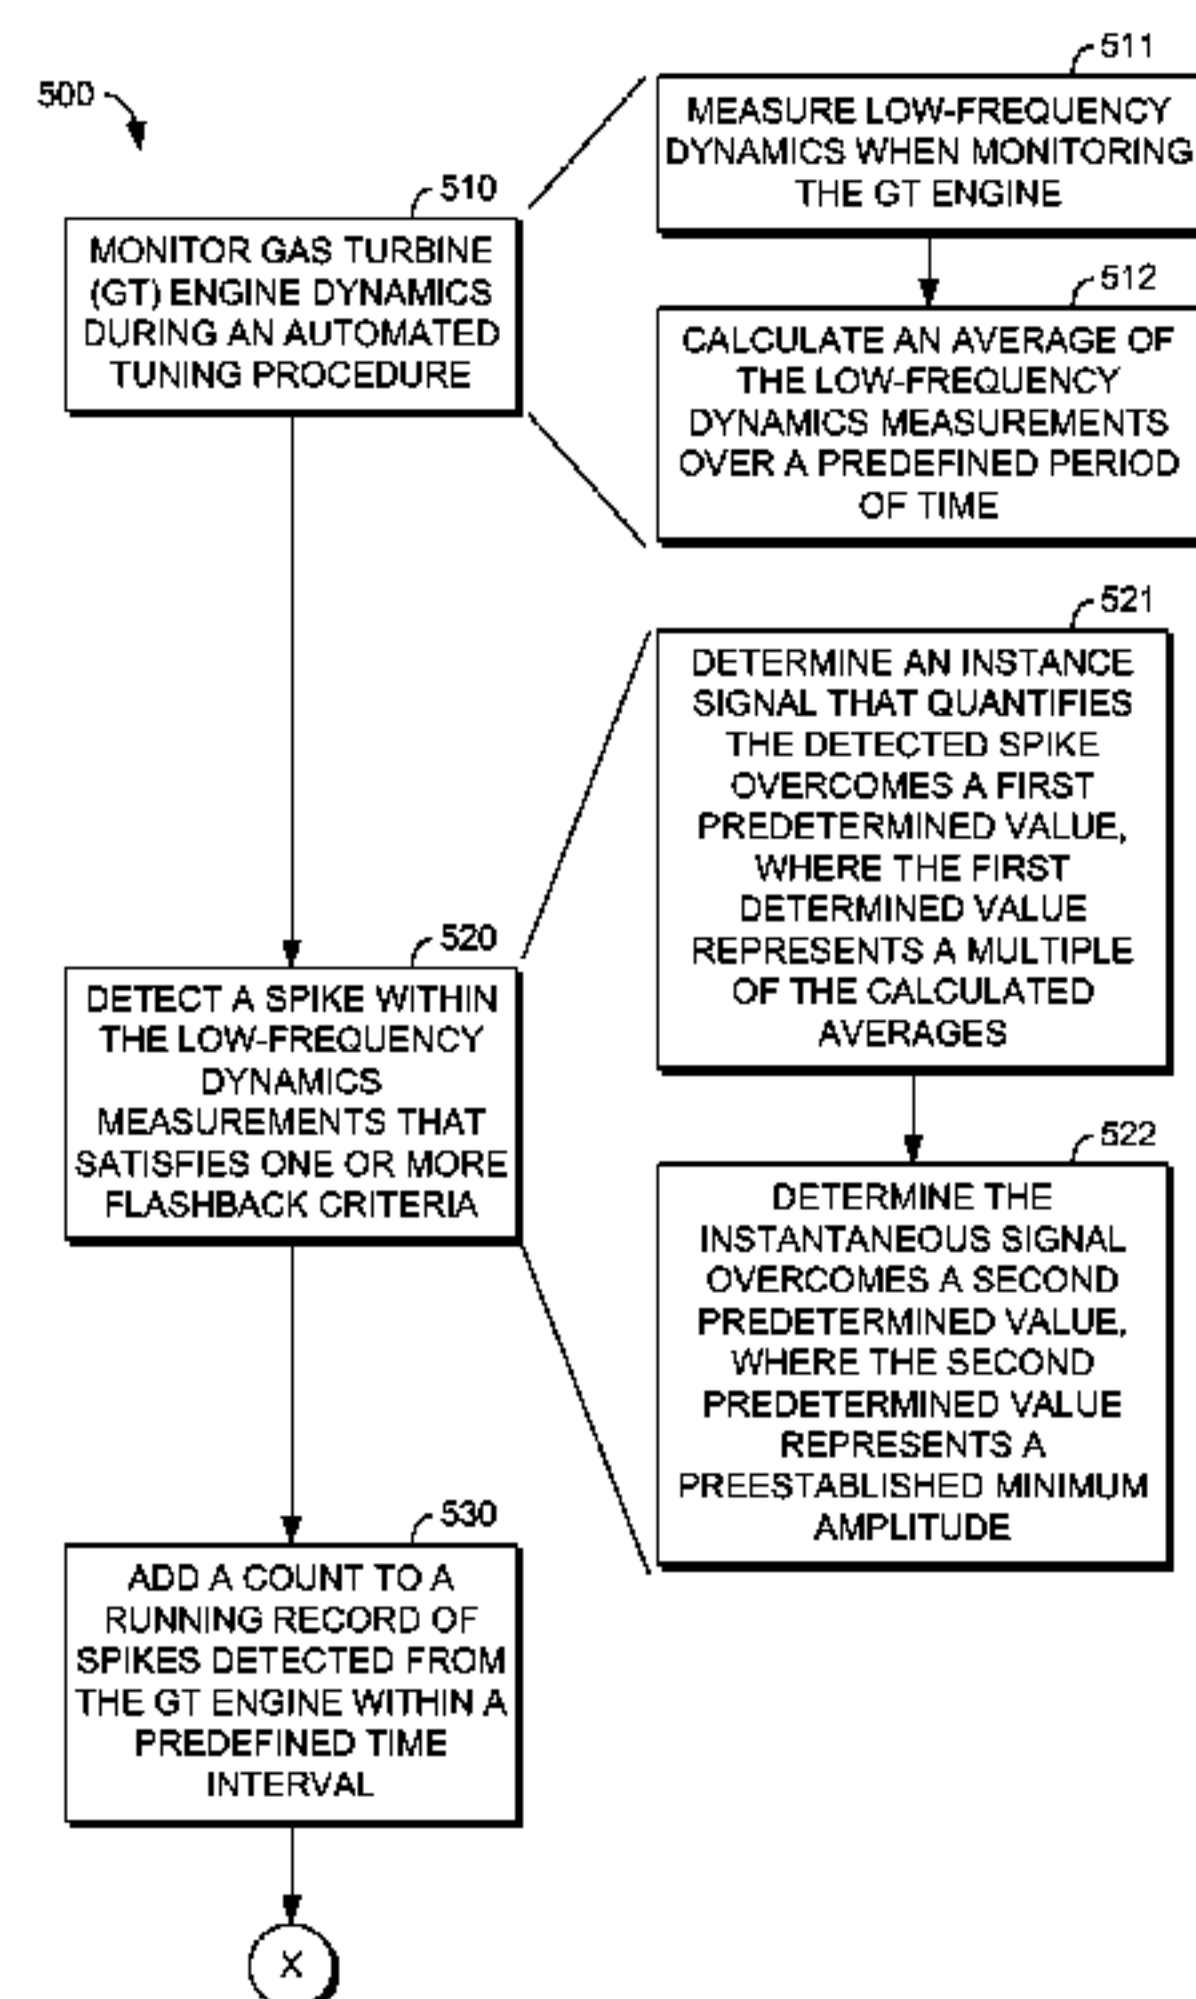 500
510
MONITOR GAS TURBINE
(GT) ENGINE DYNAMICS
DURING AN AUTOMATED
TUNING PROCEDURE
511
MEASURE LOW-FREQUENCY
DYNAMICS WHEN MONITORING
THE GT ENGINE
512
CALCULATE AN AVERAGE OF
THE LOW-FREQUENCY
DYNAMICS MEASUREMENTS
OVER A PREDEFINED PERIOD
OF TIME
520
DETECT A SPIKE WITHIN
THE LOW-FREQUENCY
DYNAMICS
MEASUREMENTS THAT
SATISFIES ONE OR MORE
FLASHBACK CRITERIA
521
DETERMINE AN INSTANCE
SIGNAL THAT QUANTIFIES
THE DETECTED SPIKE
OVERCOMES A FIRST
PREDETERMINED VALUE,
WHERE THE FIRST
DETERMINED VALUE
REPRESENTS A MULTIPLE
OF THE CALCULATED
AVERAGES
522
DETERMINE THE
INSTANTANEOUS SIGNAL
OVERCOMES A SECOND
PREDETERMINED VALUE,
WHERE THE SECOND
PREDETERMINED VALUE
REPRESENTS A
PREESTABLISHED MINIMUM
AMPLITUDE
530
ADD A COUNT TO A
RUNNING RECORD OF
SPIKES DETECTED FROM
THE GT ENGINE WITHIN A
PREDEFINED TIME
INTERVAL
X